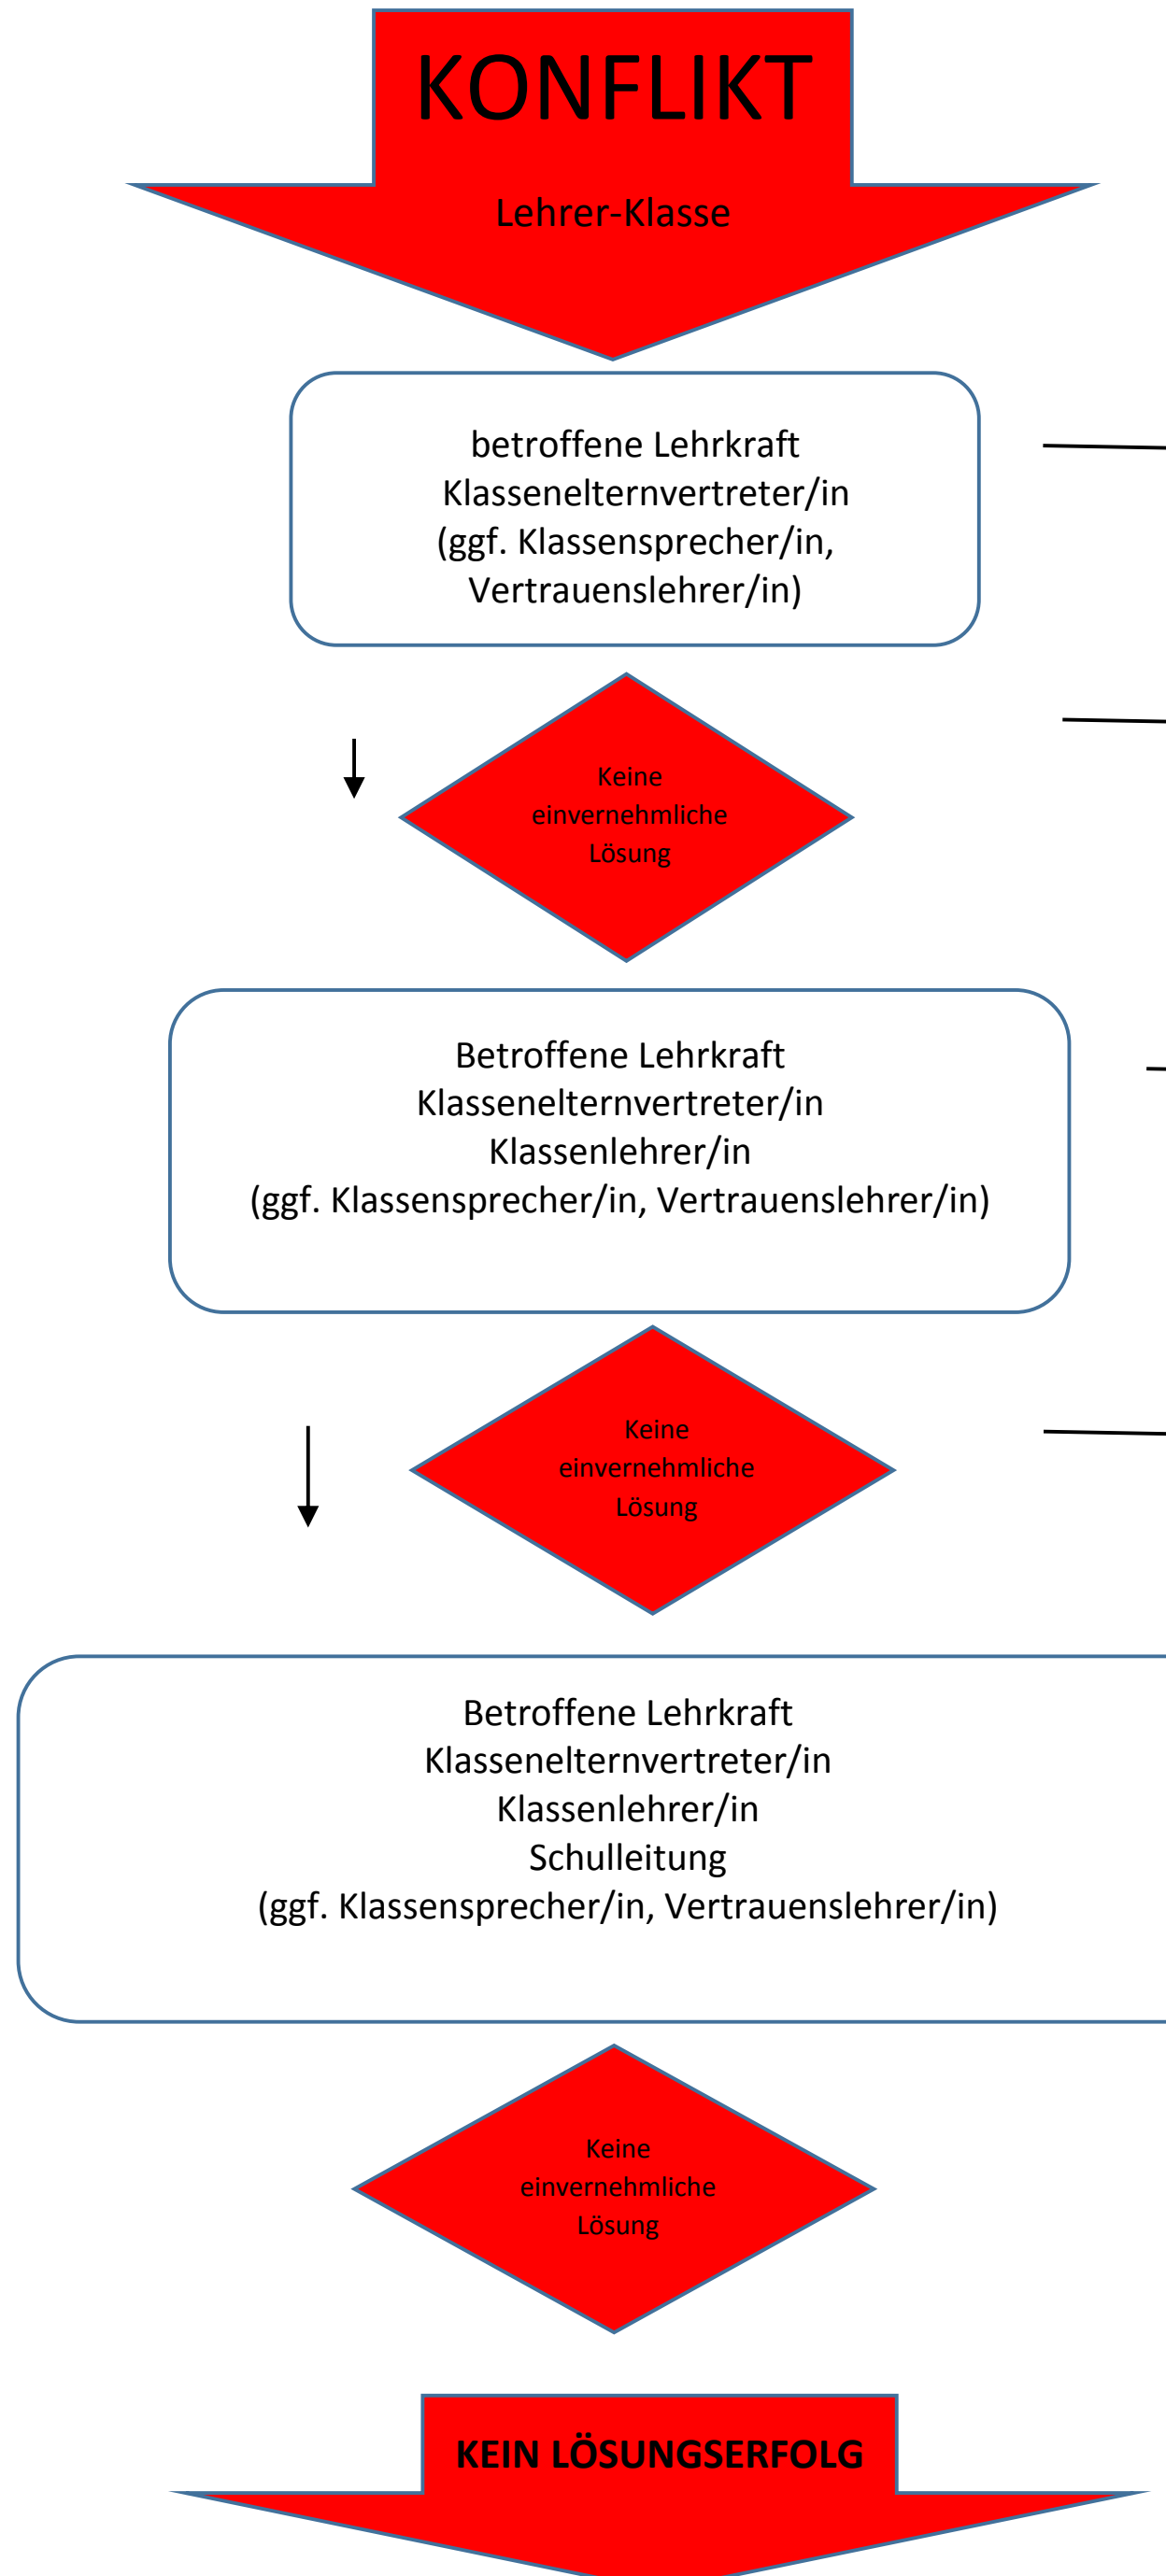 KONFLIKT
Lehrer-Klasse
betroffene Lehrkraft
Klassenelternvertreter/in
(ggf. Klassensprecher/in,
Vertrauenslehrer/in)
Keine
einvernehmliche
Lösung
Betroffene Lehrkraft
Klassenelternvertreter/in
Klassenlehrer/in
(ggf. Klassensprecher/in, Vertrauenslehrer/in)
Keine
einvernehmliche
Lösung
Betroffene Lehrkraft
Klassenelternvertreter/in
Klassenlehrer/in
Schulleitung
(ggf. Klassensprecher/in, Vertrauenslehrer/in)
Keine
einvernehmliche
Lösung
KEIN LÖSUNGSERFOLG